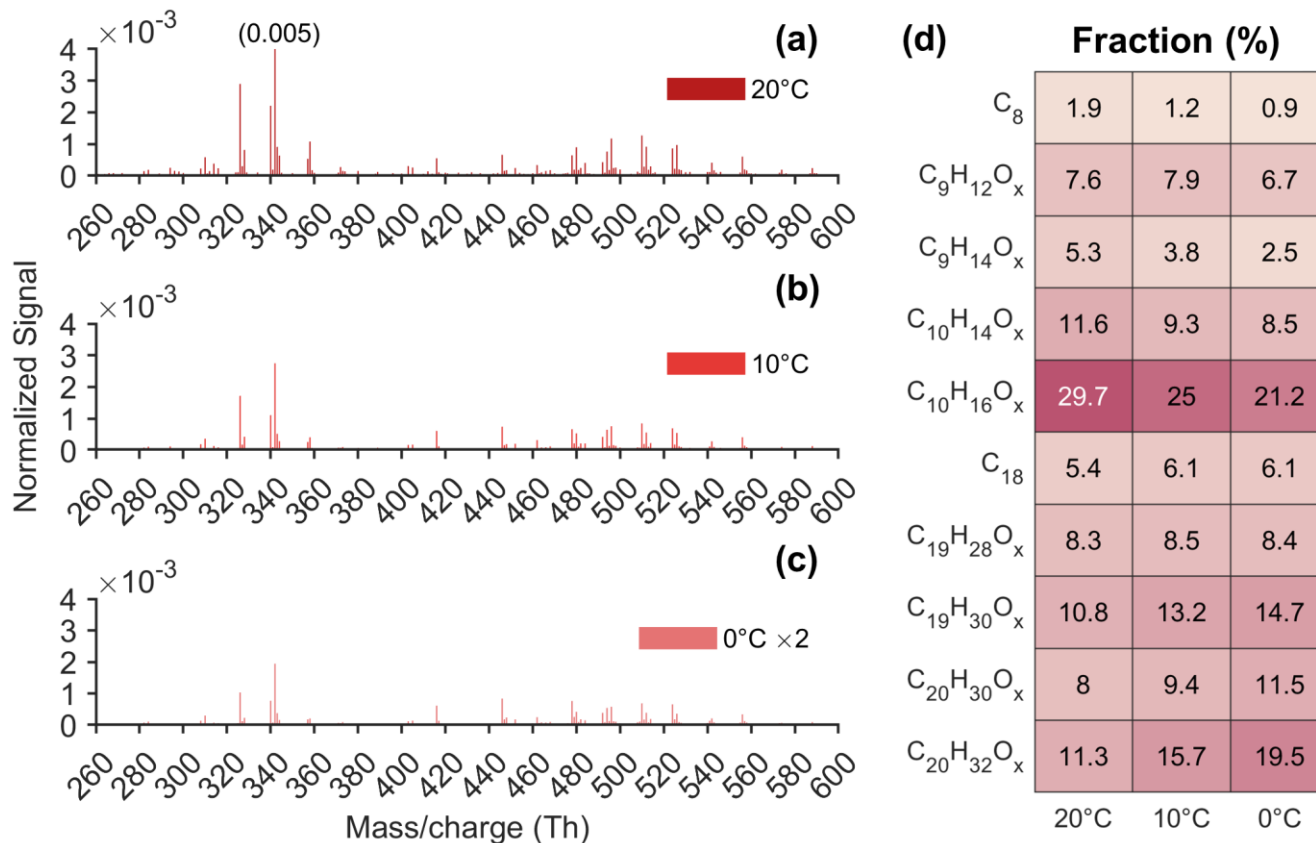 ×10⁻³
(0.005)
(a)
4
3
2
1
0
20°C
260 280 300 320 340 360 380 400 420 440 460 480 500 520 540 560 580 600
×10⁻³
(b)
4
3
2
1
0
10°C
260 280 300 320 340 360 380 400 420 440 460 480 500 520 540 560 580 600
×10⁻³
(c)
4
3
2
1
0
0°C ×2
260 280 300 320 340 360 380 400 420 440 460 480 500 520 540 560 580 600
Normalized Signal
Mass/charge (Th)
(d)
Fraction (%)
C₈ 1.9 1.2 0.9
C₉H₁₂Oₓ 7.6 7.9 6.7
C₉H₁₄Oₓ 5.3 3.8 2.5
C₁₀H₁₄Oₓ 11.6 9.3 8.5
C₁₀H₁₆Oₓ 29.7 25 21.2
C₁₈ 5.4 6.1 6.1
C₁₉H₂₈Oₓ 8.3 8.5 8.4
C₁₉H₃₀Oₓ 10.8 13.2 14.7
C₂₀H₃₀Oₓ 8 9.4 11.5
C₂₀H₃₂Oₓ 11.3 15.7 19.5
20°C 10°C 0°C